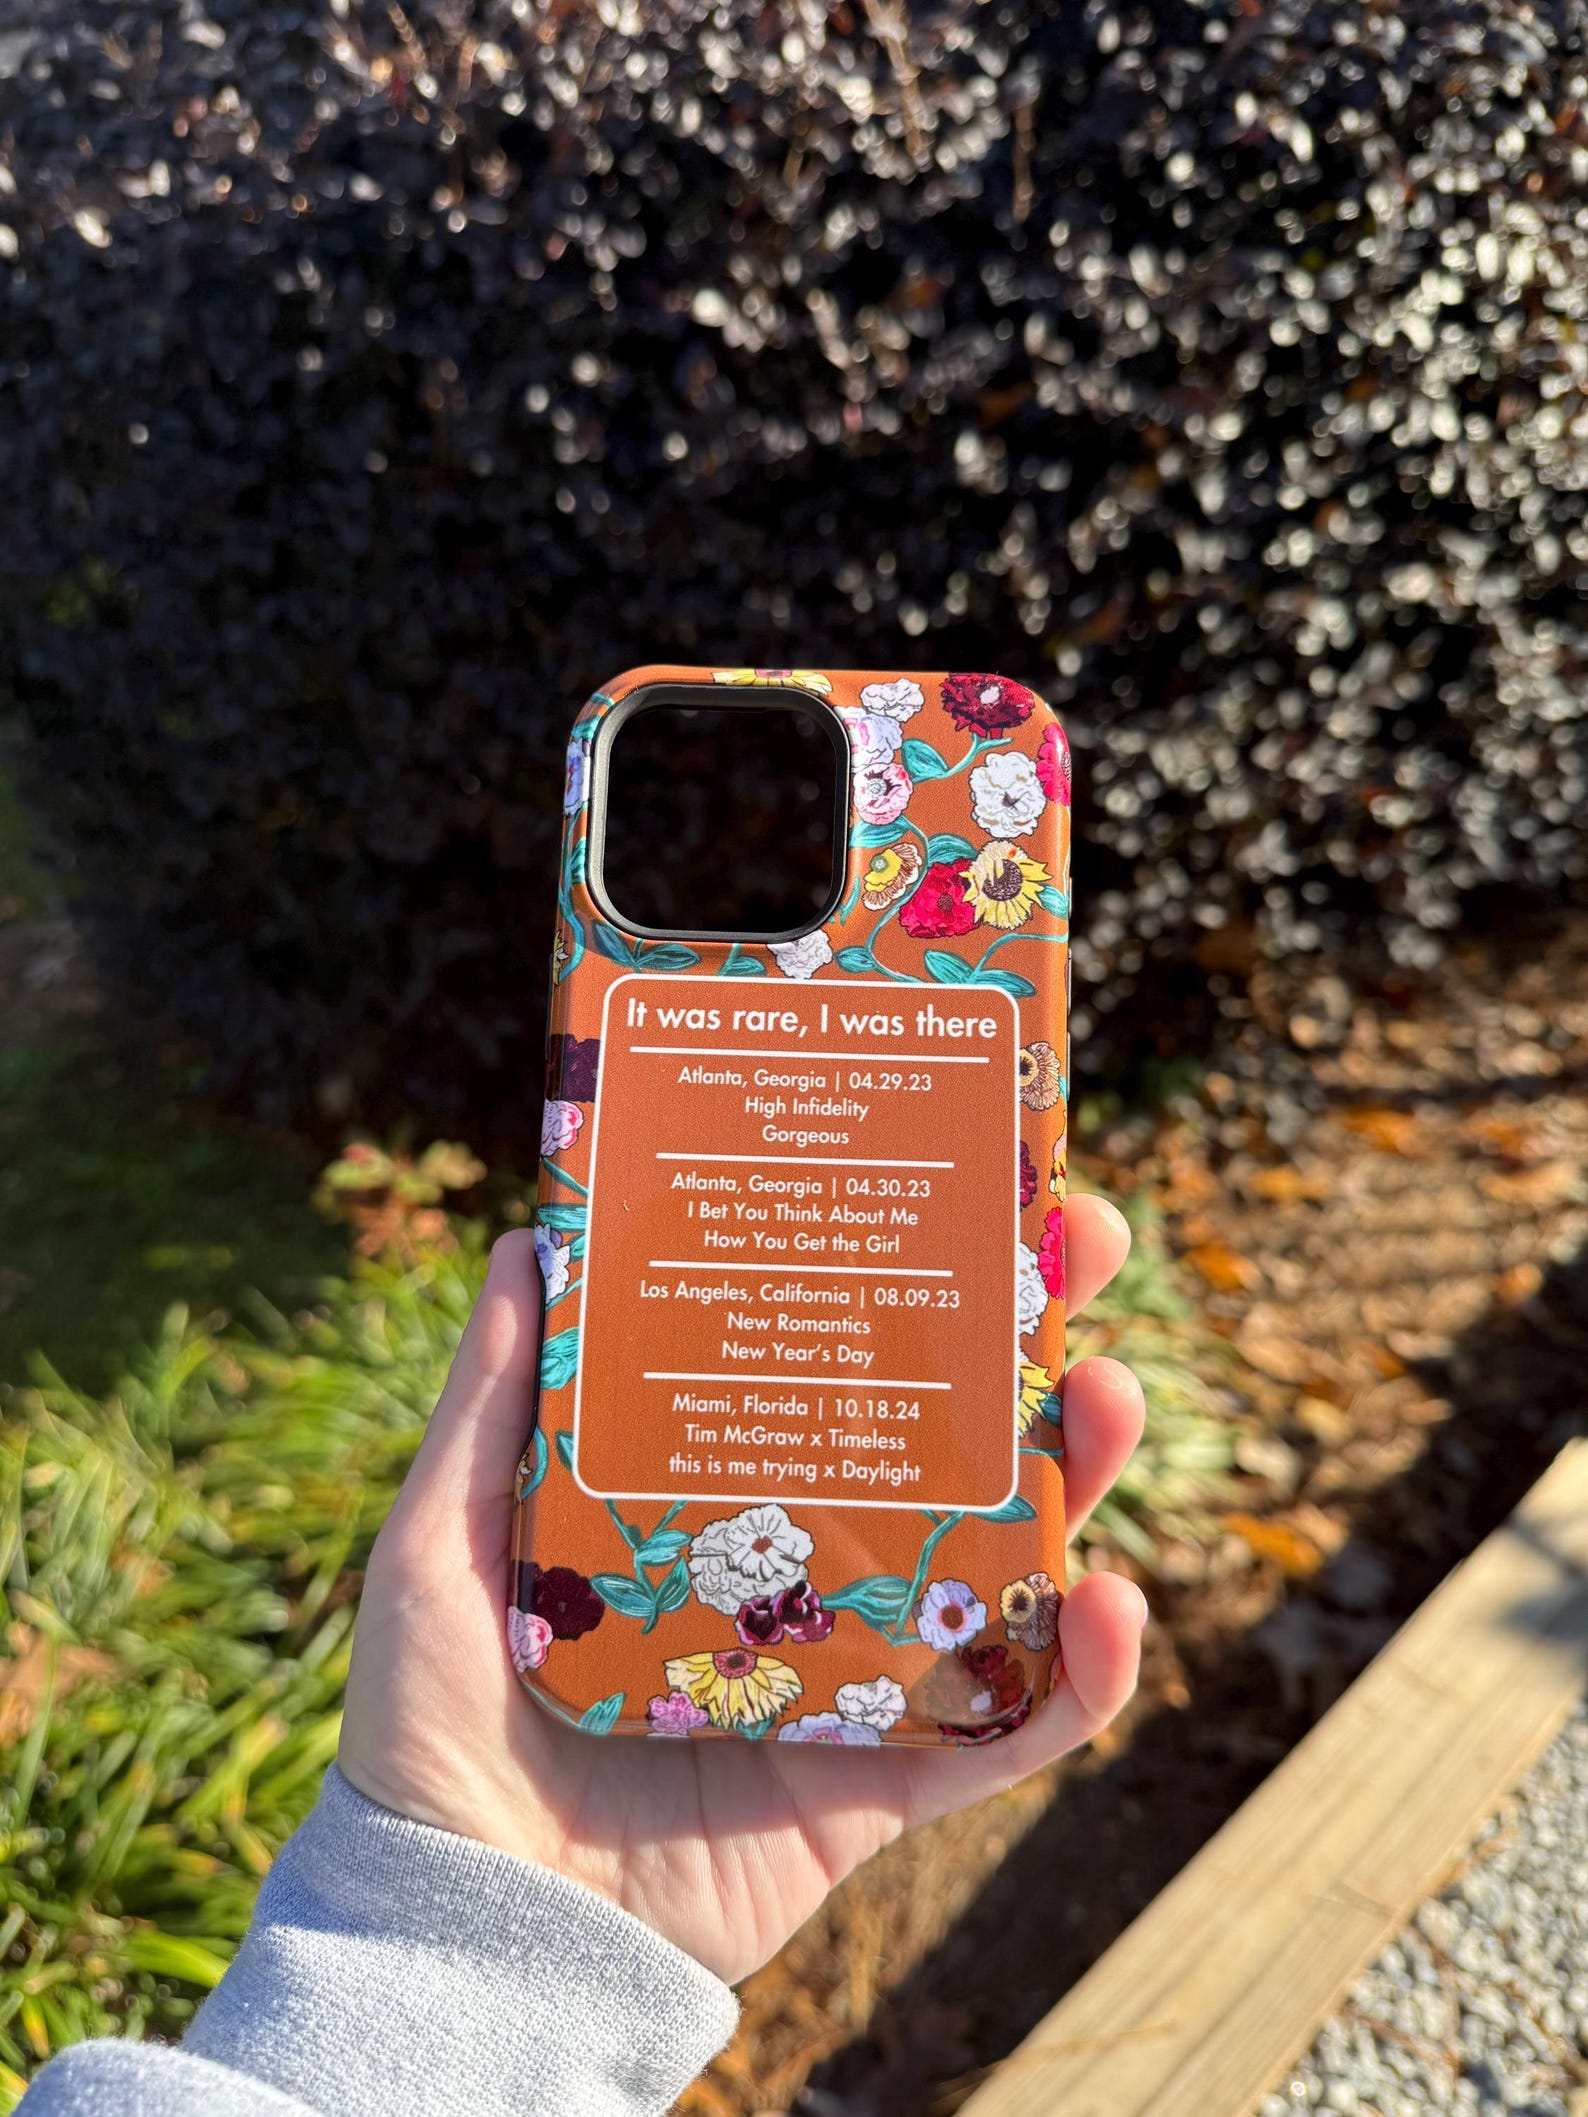 It was rare, I was there
Atlanta, Georgia | 04.29.23
High Infidelity
Gorgeous
Atlanta, Georgia | 04.30.23
I Bet You Think About Me
How You Get the Girl
Los Angeles, California | 08.09.23
New Romantics
New Year's Day
Miami, Florida | 10.18.24
Tim McGraw x Timeless
this is me trying x Daylight